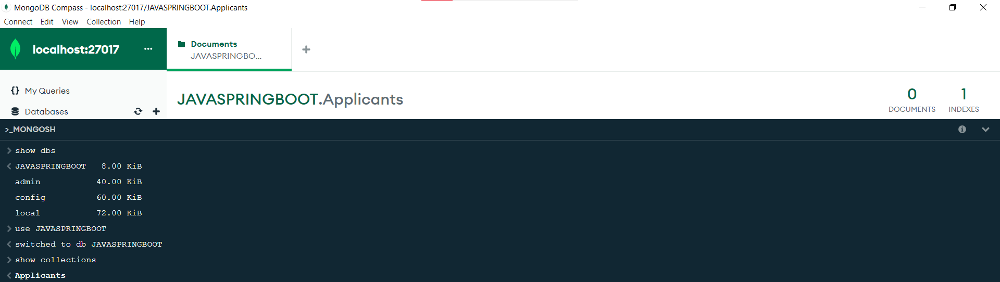 MongoDB Compass - localhost:27017/JAVASPRINGBOOT.Applicants
Connect Edit View Collection Help
localhost:27017 ...
Documents
JAVASPRINGBO...
My Queries
Databases
JAVASPRINGBOOT.Applicants
0
DOCUMENTS
1
INDEXES
>_MONGOSH
> show dbs
< JAVASPRINGBOOT 8.00 KiB
admin 40.00 KiB
config 60.00 KiB
local 72.00 KiB
> use JAVASPRINGBOOT
< switched to db JAVASPRINGBOOT
> show collections
< Applicants